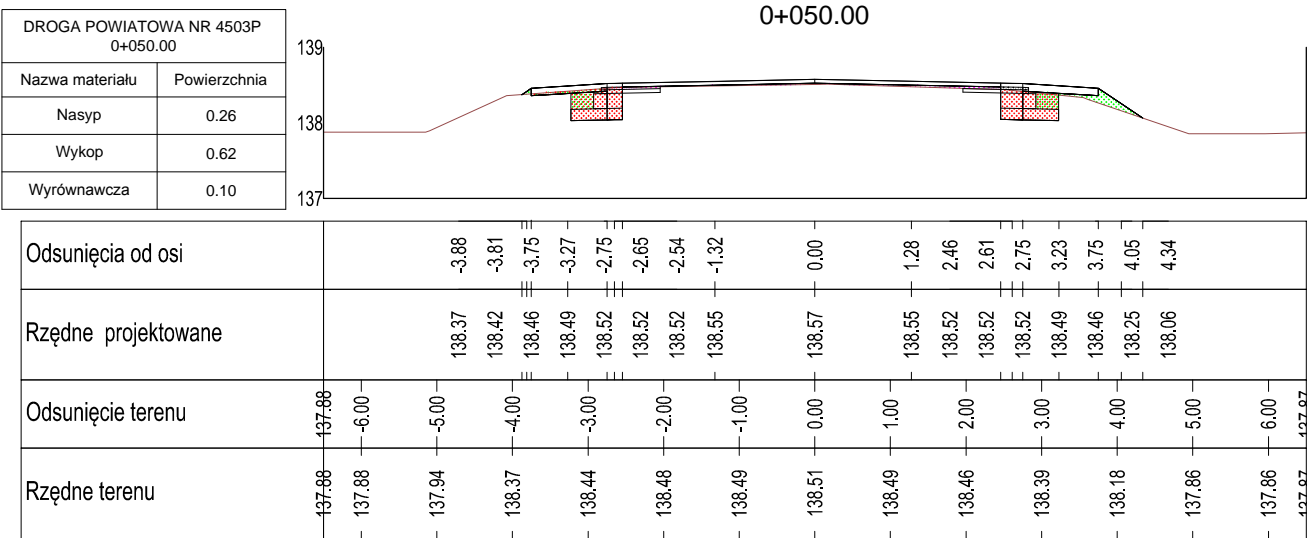 0+050.00
DROGA POWIATOWA NR 4503P
0+050.00
Nazwa materiału Powierzchnia
Nasyp 0.26
Wykop 0.62
Wyrównawcza 0.10
139
138
137
Odsunięcia od osi -3.88 -3.81 -3.75 -3.27 -2.75 -2.65 -2.54 -1.32 0.00 1.28 2.46 2.61 2.75 3.23 3.75 4.05 4.34
Rzędne projektowane 138.37 138.42 138.46 138.49 138.52 138.52 138.52 138.55 138.57 138.55 138.52 138.52 138.52 138.49 138.46 138.25 138.06
Odsunięcie terenu 137.88 -6.00 -5.00 -4.00 -3.00 -2.00 -1.00 0.00 1.00 2.00 3.00 4.00 5.00 6.00 137.87
Rzędne terenu 137.88 137.88 137.94 138.37 138.44 138.48 138.49 138.51 138.49 138.46 138.39 138.18 137.86 137.86 137.87